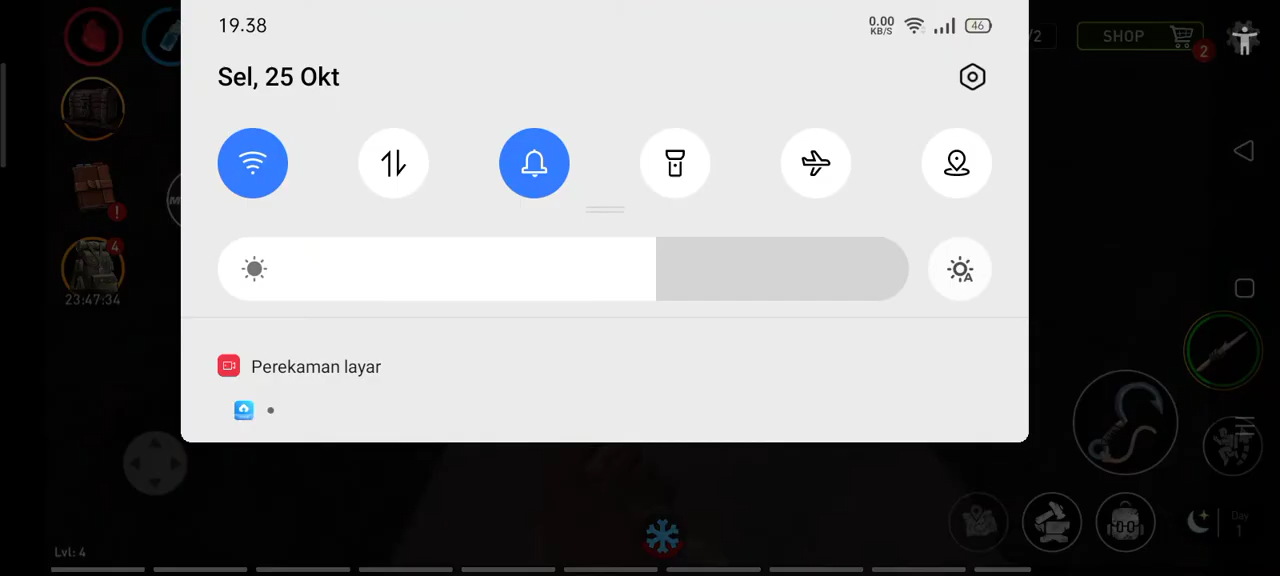 19.38
0.00
KB/S
46
/2
SHOP
2
Sel, 25 Okt
!
4
23:47:34
Perekaman layar
Day
1
Lvl: 4